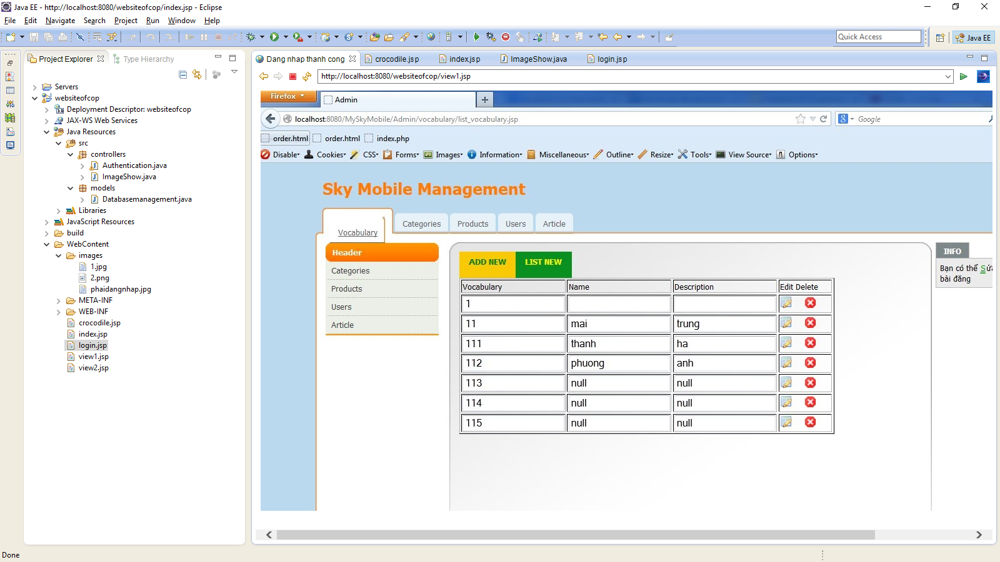 Java EE - http://localhost:8080/websiteofcop/index.jsp - Eclipse
File Edit Navigate Search Project Run Window Help
Quick Access
Java EE
Project Explorer
Type Hierarchy
Servers
websiteofcop
Deployment Descriptor: websiteofcop
JAX-WS Web Services
Java Resources
src
controllers
Authentication.java
ImageShow.java
models
Databasemanagement.java
Libraries
JavaScript Resources
build
WebContent
images
1.jpg
2.png
phaidangnhap.jpg
META-INF
WEB-INF
crocodile.jsp
index.jsp
login.jsp
view1.jsp
view2.jsp
Dang nhap thanh cong crocodile.jsp index.jsp ImageShow.java login.jsp
http://localhost:8080/websiteofcop/view1.jsp
Firefox
Admin
localhost:8080/MySkyMobile/Admin/vocabulary/list_vocabulary.jsp
8 Google
order.html order.html index.php
Disable Cookies CSS Forms Images Information Miscellaneous Outline Resize Tools View Source Options
Sky Mobile Management
Vocabulary Categories Products Users Article
Header
Categories
Products
Users
Article
ADD NEW LIST NEW
Vocabulary Name Description Edit Delete
1
11 mai trung
111 thanh ha
112 phuong anh
113 null null
114 null null
115 null null
INFO
Bạn có thể Sửa
bài đăng
Done